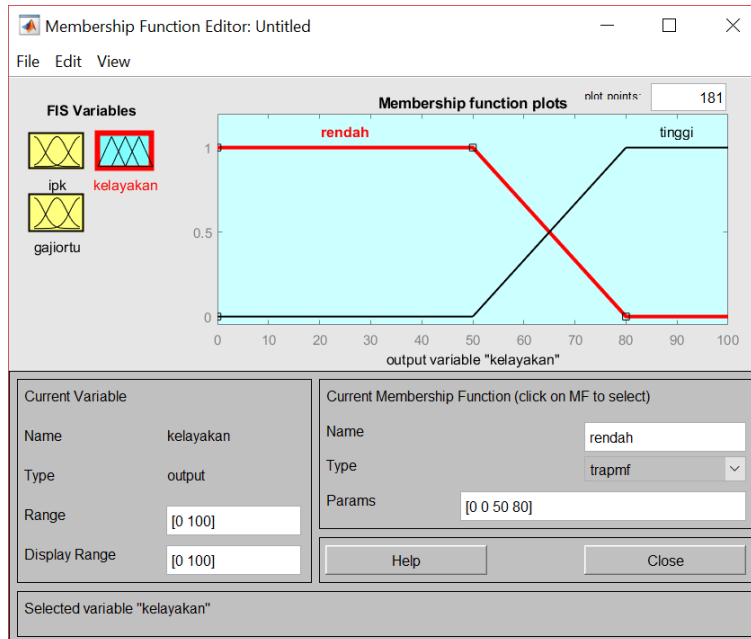 Membership Function Editor: Untitled
File Edit View
FIS Variables
ipk
kelayakan
gajiortu
Membership function plots
plot points:
181
rendah
tinggi
1
0.5
0
0 10 20 30 40 50 60 70 80 90 100
output variable "kelayakan"
Current Variable
Name kelayakan
Type output
Range [0 100]
Display Range [0 100]
Current Membership Function (click on MF to select)
Name rendah
Type trapmf
Params [0 0 50 80]
Help
Close
Selected variable "kelayakan"